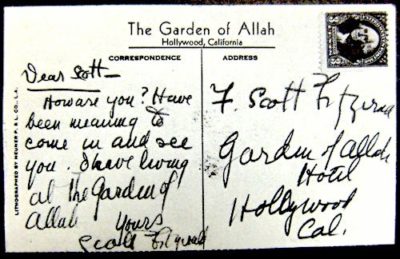 The Garden of Allah
Hollywood, California
CORRESPONDENCE
ADDRESS
Dear Scott—
How are you? Have
been meaning to
come in and see
you. I have living
at the Garden of
Allah
Yours
Scott Fitzgerald
F. Scott Fitzgerald
Garden of Allah
Hotel
Hollywood
Cal.
LITHOGRAPHED BY NEUNER P. & L. CO., L.A.